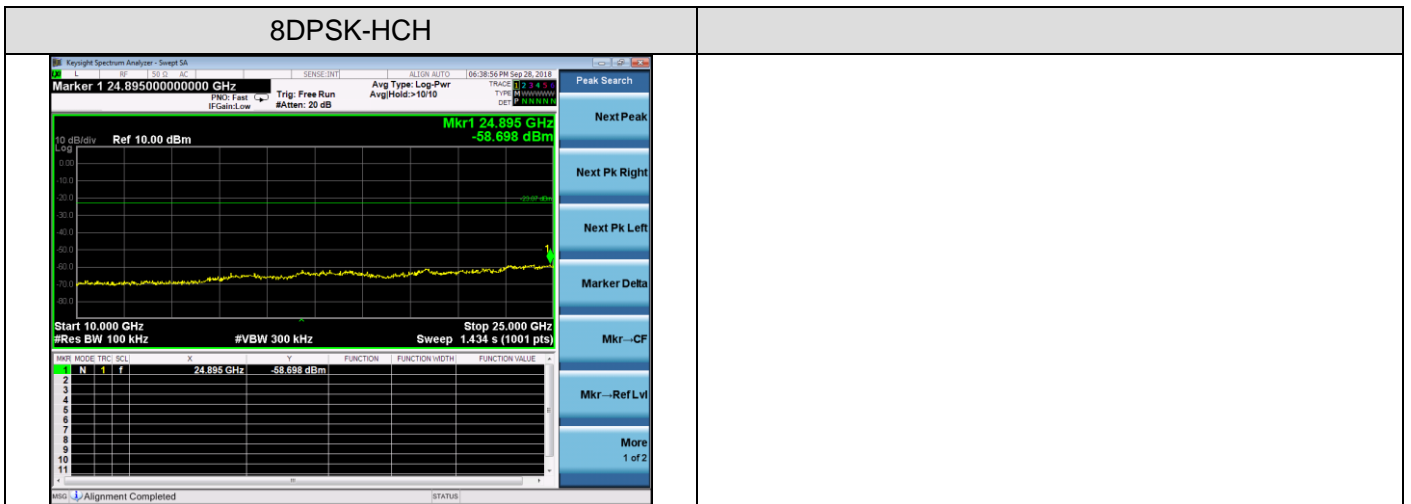 8DPSK-HCH
Keysight Spectrum Analyzer - Swept SA
L RF 50 Ω AC SENSE:INT ALIGN AUTO 06:38:56 PM Sep 28, 2018
Marker 1 24.895000000000 GHz
PNO: Fast
IFGain:Low
Trig: Free Run
#Atten: 20 dB
Avg Type: Log-Pwr
Avg|Hold:>10/10
TRACE 1 2 3 4 5 6
TYPE M WWWWW
DET P NNNNN
Peak Search
Mkr1 24.895 GHz
-58.698 dBm
10 dB/div Ref 10.00 dBm
Log
0.00
-10.0
-20.0
-30.0
-40.0
-50.0
-60.0
-70.0
-80.0
1
Start 10.000 GHz
Stop 25.000 GHz
#Res BW 100 kHz
#VBW 300 kHz
Sweep 1.434 s (1001 pts)
MKR MODE TRC SCL X Y FUNCTION FUNCTION WIDTH FUNCTION VALUE
1 N 1 f 24.895 GHz -58.698 dBm
2
3
4
5
6
7
8
9
10
11
MSG Alignment Completed STATUS
Next Peak
Next Pk Right
Next Pk Left
Marker Delta
Mkr→CF
Mkr→Ref Lvl
More
1 of 2